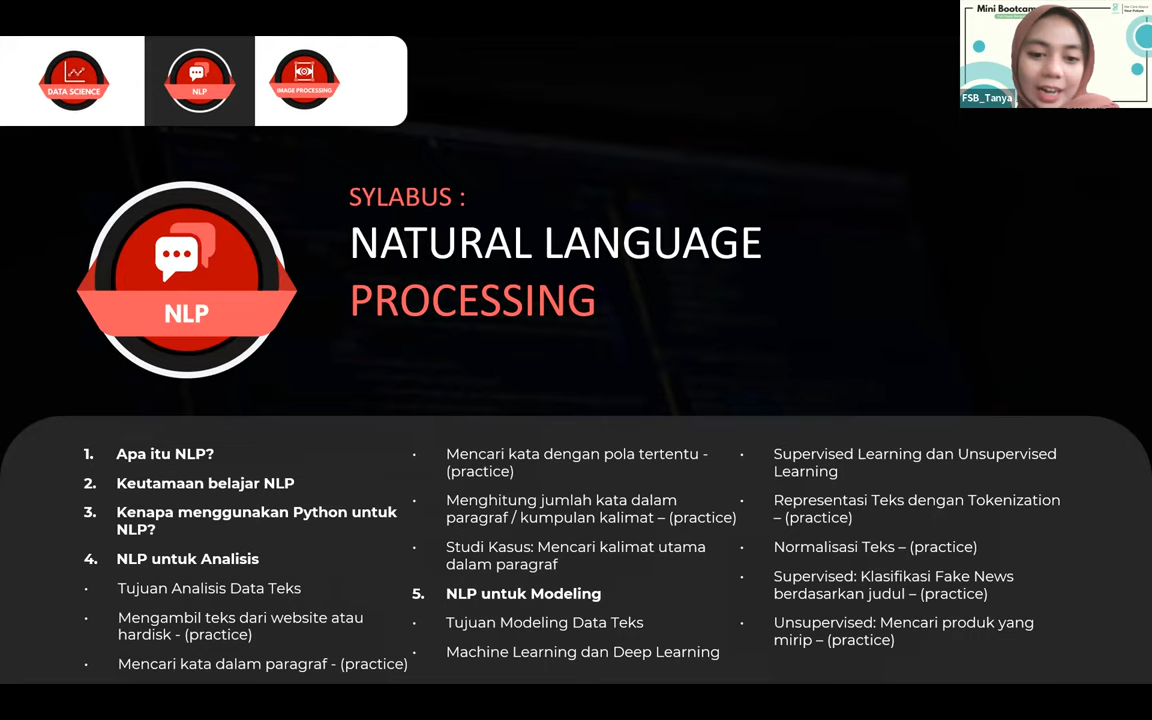 DATA SCIENCE
NLP
IMAGE PROCESSING
Mini Bootcam
FSB_Tanya
NLP
SYLABUS :
NATURAL LANGUAGE
PROCESSING
1. Apa itu NLP?
2. Keutamaan belajar NLP
3. Kenapa menggunakan Python untuk
NLP?
4. NLP untuk Analisis
• Tujuan Analisis Data Teks
• Mengambil teks dari website atau
hardisk - (practice)
• Mencari kata dalam paragraf - (practice)
• Mencari kata dengan pola tertentu -
(practice)
• Menghitung jumlah kata dalam
paragraf / kumpulan kalimat – (practice)
• Studi Kasus: Mencari kalimat utama
dalam paragraf
5. NLP untuk Modeling
• Tujuan Modeling Data Teks
• Machine Learning dan Deep Learning
• Supervised Learning dan Unsupervised
Learning
• Representasi Teks dengan Tokenization
– (practice)
• Normalisasi Teks – (practice)
• Supervised: Klasifikasi Fake News
berdasarkan judul – (practice)
• Unsupervised: Mencari produk yang
mirip – (practice)